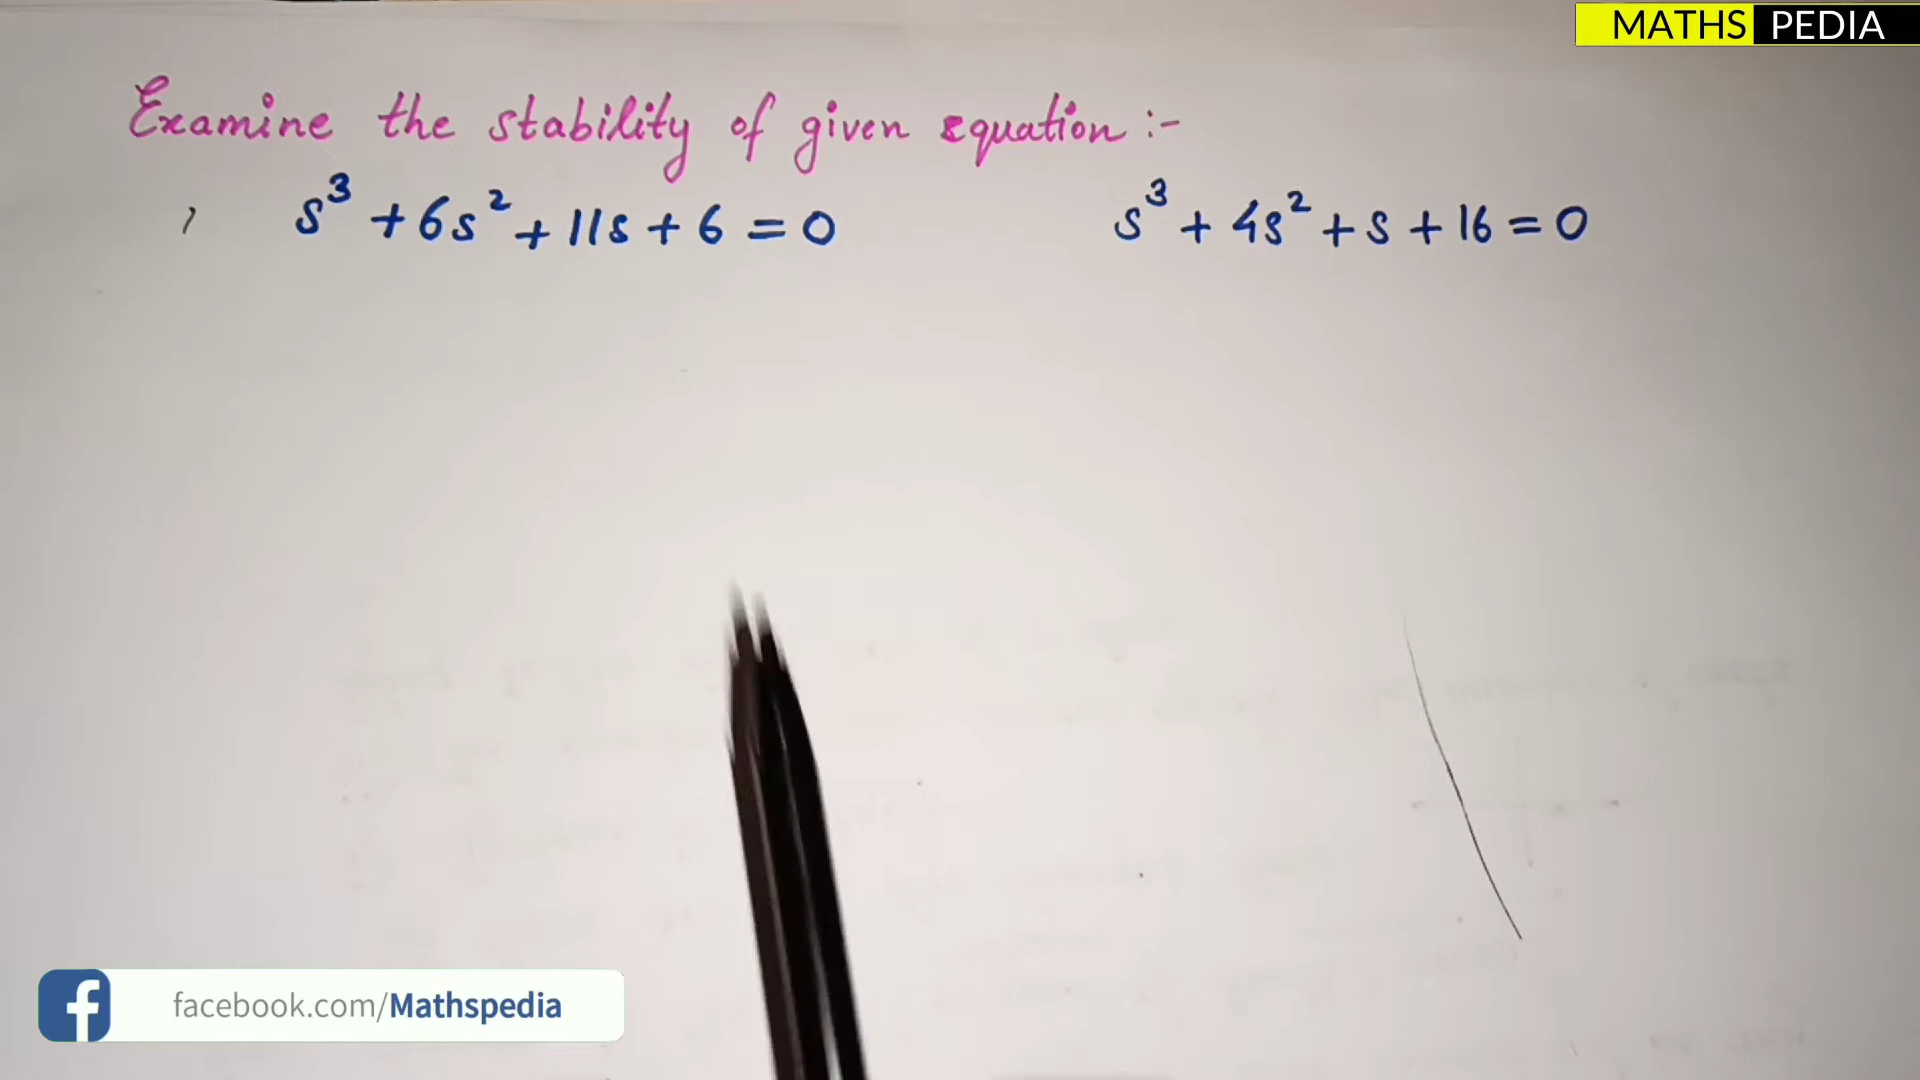 MATHS PEDIA
Examine the stability of given equation :-
s³ + 6s² + 11s + 6 = 0
s³ + 4s² + s + 16 = 0
facebook.com/Mathspedia